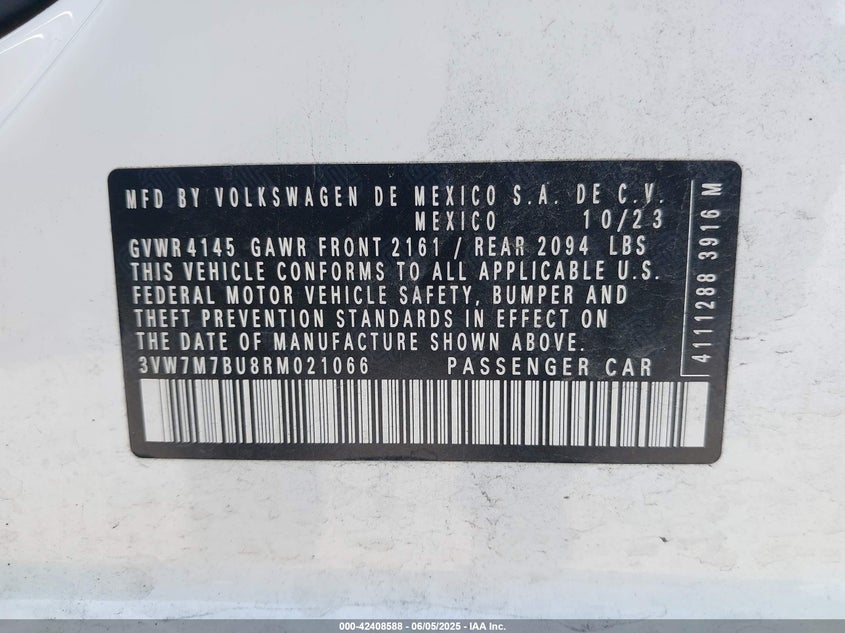 MFD BY VOLKSWAGEN DE MEXICO S.A. DE C.V.
MEXICO 10/23
GVWR 4145 GAWR FRONT 2161 / REAR 2094 LBS
THIS VEHICLE CONFORMS TO ALL APPLICABLE U.S.
FEDERAL MOTOR VEHICLE SAFETY, BUMPER AND
THEFT PREVENTION STANDARDS IN EFFECT ON
THE DATE OF MANUFACTURE SHOWN ABOVE.
3VW7M7BU8RM021066 PASSENGER CAR
4111288 3916 M
000-42408588 - 06/05/2025 - IAA Inc.